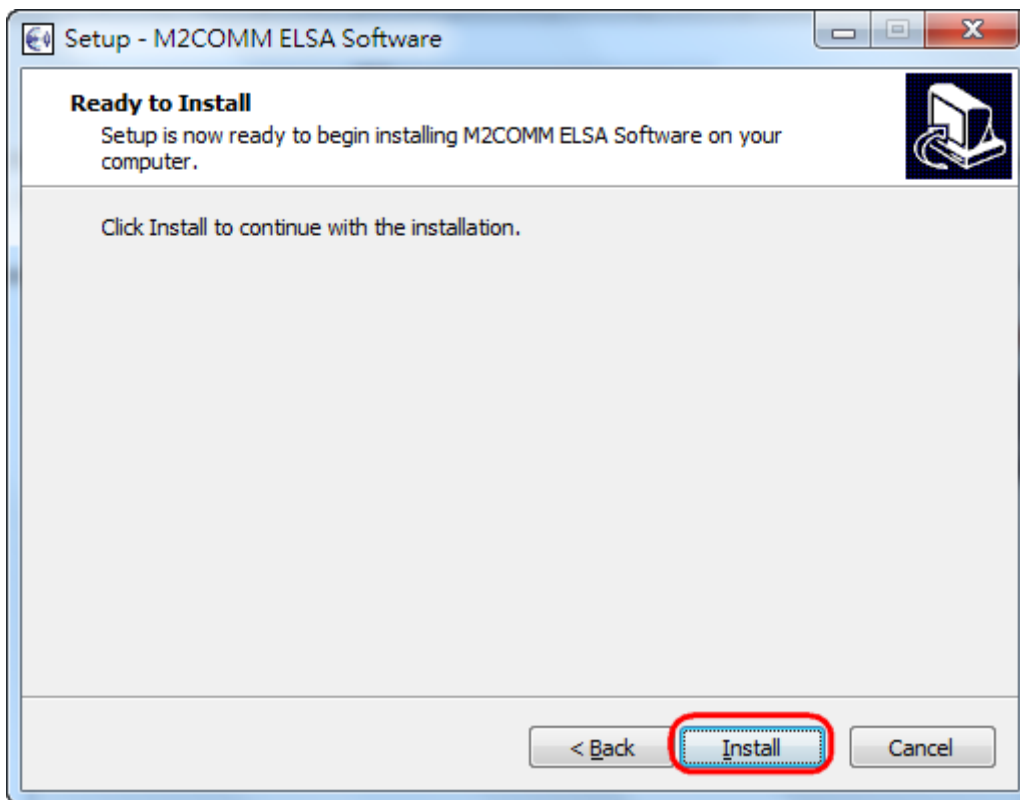 Setup - M2COMM ELSA Software
Ready to Install
Setup is now ready to begin installing M2COMM ELSA Software on your
computer.
Click Install to continue with the installation.
< Back
Install
Cancel